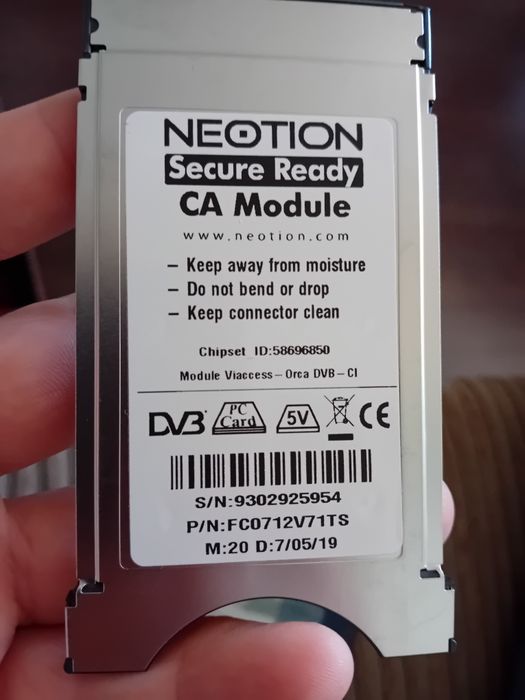 NEOTION
Secure Ready
CA Module
www.neotion.com
– Keep away from moisture
– Do not bend or drop
– Keep connector clean
Chipset ID:58696850
Module Viaccess–Orca DVB–CI
DVB PC Card 5V CE
S/N:9302925954
P/N:FC0712V71TS
M:20 D:7/05/19